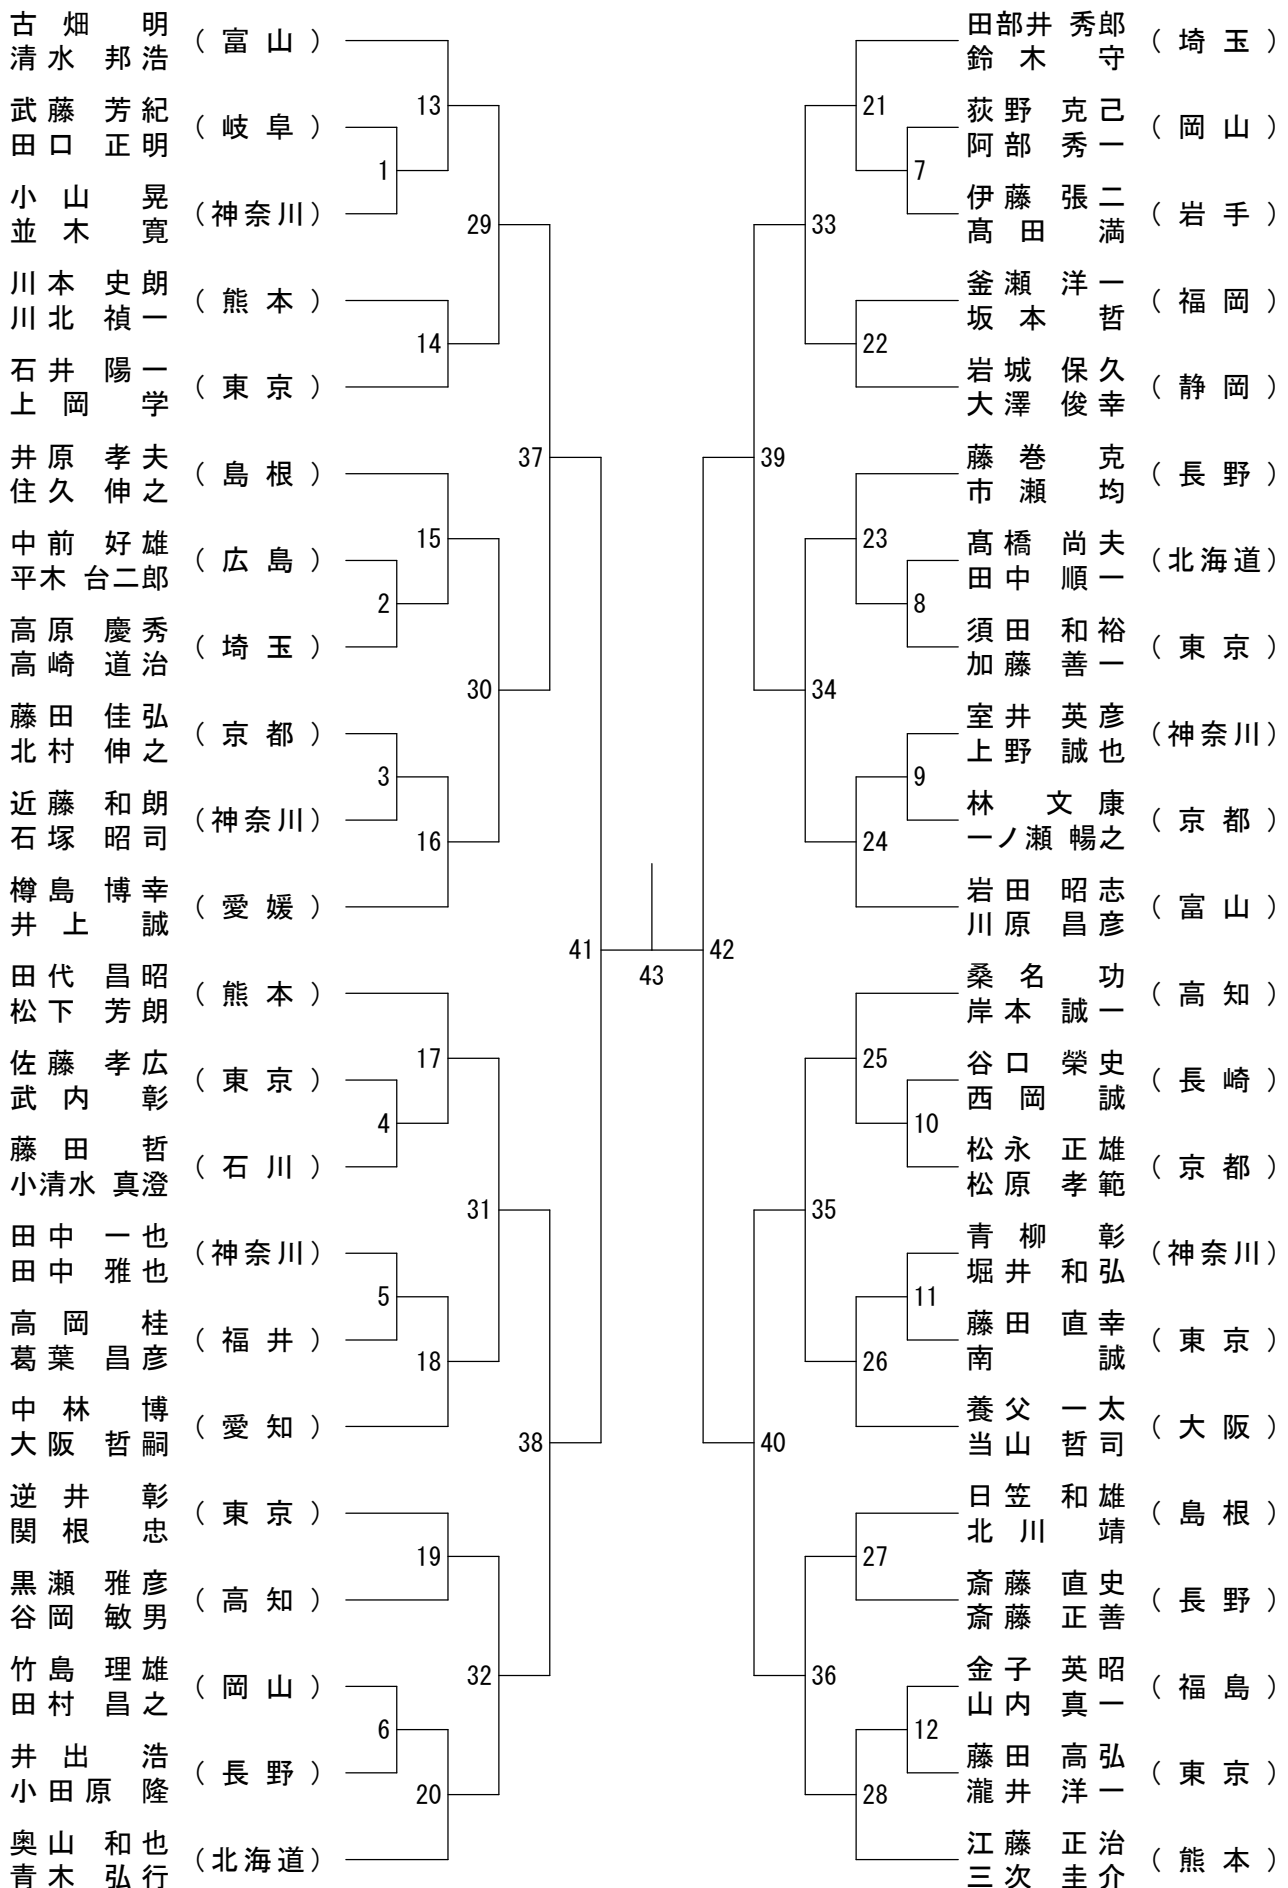 古畑 明
清水 邦浩
（富山）
武藤 芳紀
田口 正明
（岐阜）
小山 晃
並木 寛
（神奈川）
川本 史朗
川北 禎一
（熊本）
石井 陽一
上岡 学
（東京）
井原 孝夫
住久 伸之
（島根）
中前 好雄
平木 台二郎
（広島）
高原 慶秀
高崎 道治
（埼玉）
藤田 佳弘
北村 伸之
（京都）
近藤 和朗
石塚 昭司
（神奈川）
樽島 博幸
井上 誠
（愛媛）
田代 昌昭
松下 芳朗
（熊本）
佐藤 孝広
武内 彰
（東京）
藤田 哲
小清水 真澄
（石川）
田中 一也
田中 雅也
（神奈川）
高岡 桂
葛葉 昌彦
（福井）
中林 博
大阪 哲嗣
（愛知）
逆井 彰
関根 忠
（東京）
黒瀬 雅彦
谷岡 敏男
（高知）
竹島 理雄
田村 昌之
（岡山）
井出 浩
小田原 隆
（長野）
奥山 和也
青木 弘行
（北海道）
1
2
3
4
5
6
13
14
15
16
17
18
19
20
29
30
31
32
37
38
41
43
42
39
40
33
34
35
36
21
22
23
24
25
26
27
28
7
8
9
10
11
12
田部井 秀郎
鈴木 守
（埼玉）
荻野 克己
阿部 秀一
（岡山）
伊藤 張二
髙田 満
（岩手）
釜瀬 洋一
坂本 哲
（福岡）
岩城 保久
大澤 俊幸
（静岡）
藤巻 克
市瀬 均
（長野）
髙橋 尚夫
田中 順一
（北海道）
須田 和裕
加藤 善一
（東京）
室井 英彦
上野 誠也
（神奈川）
林 文康
一ノ瀬 暢之
（京都）
岩田 昭志
川原 昌彦
（富山）
桑名 功
岸本 誠一
（高知）
谷口 榮史
西岡 誠
（長崎）
松永 正雄
松原 孝範
（京都）
青柳 彰
堀井 和弘
（神奈川）
藤田 直幸
南 誠
（東京）
養父 一太
当山 哲司
（大阪）
日笠 和雄
北川 靖
（島根）
斎藤 直史
斎藤 正善
（長野）
金子 英昭
山内 真一
（福島）
藤田 高弘
瀧井 洋一
（東京）
江藤 正治
三次 圭介
（熊本）